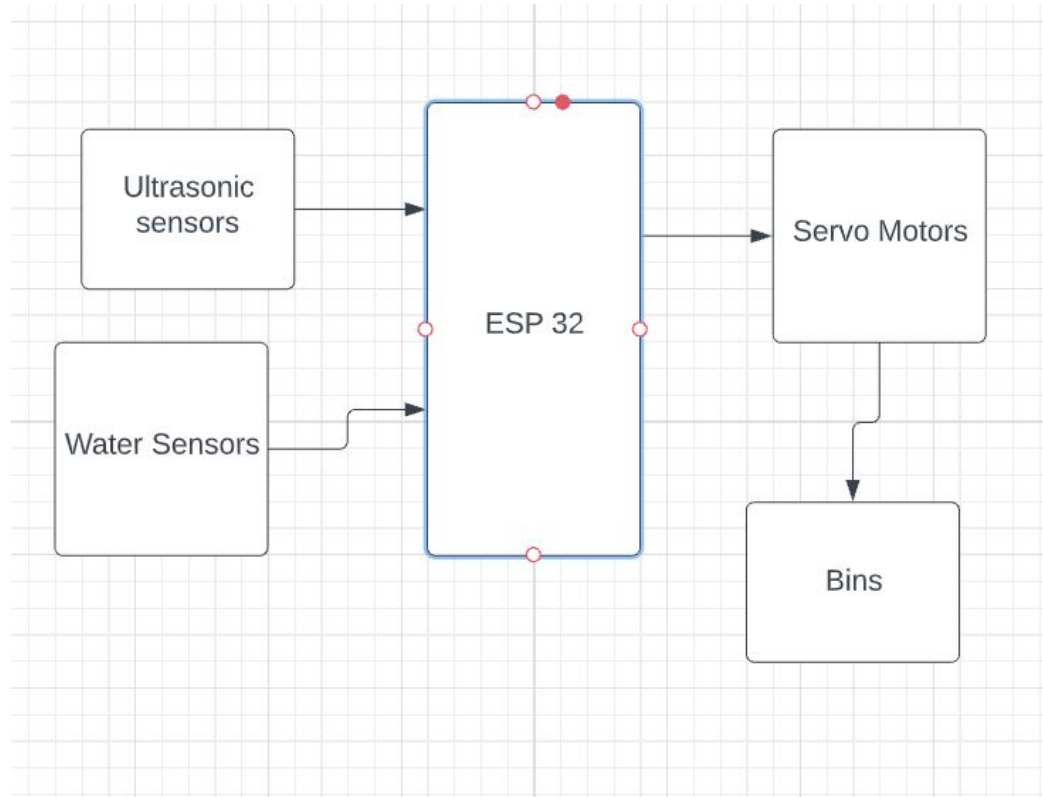 Ultrasonic
sensors
Water Sensors
ESP 32
Servo Motors
Bins